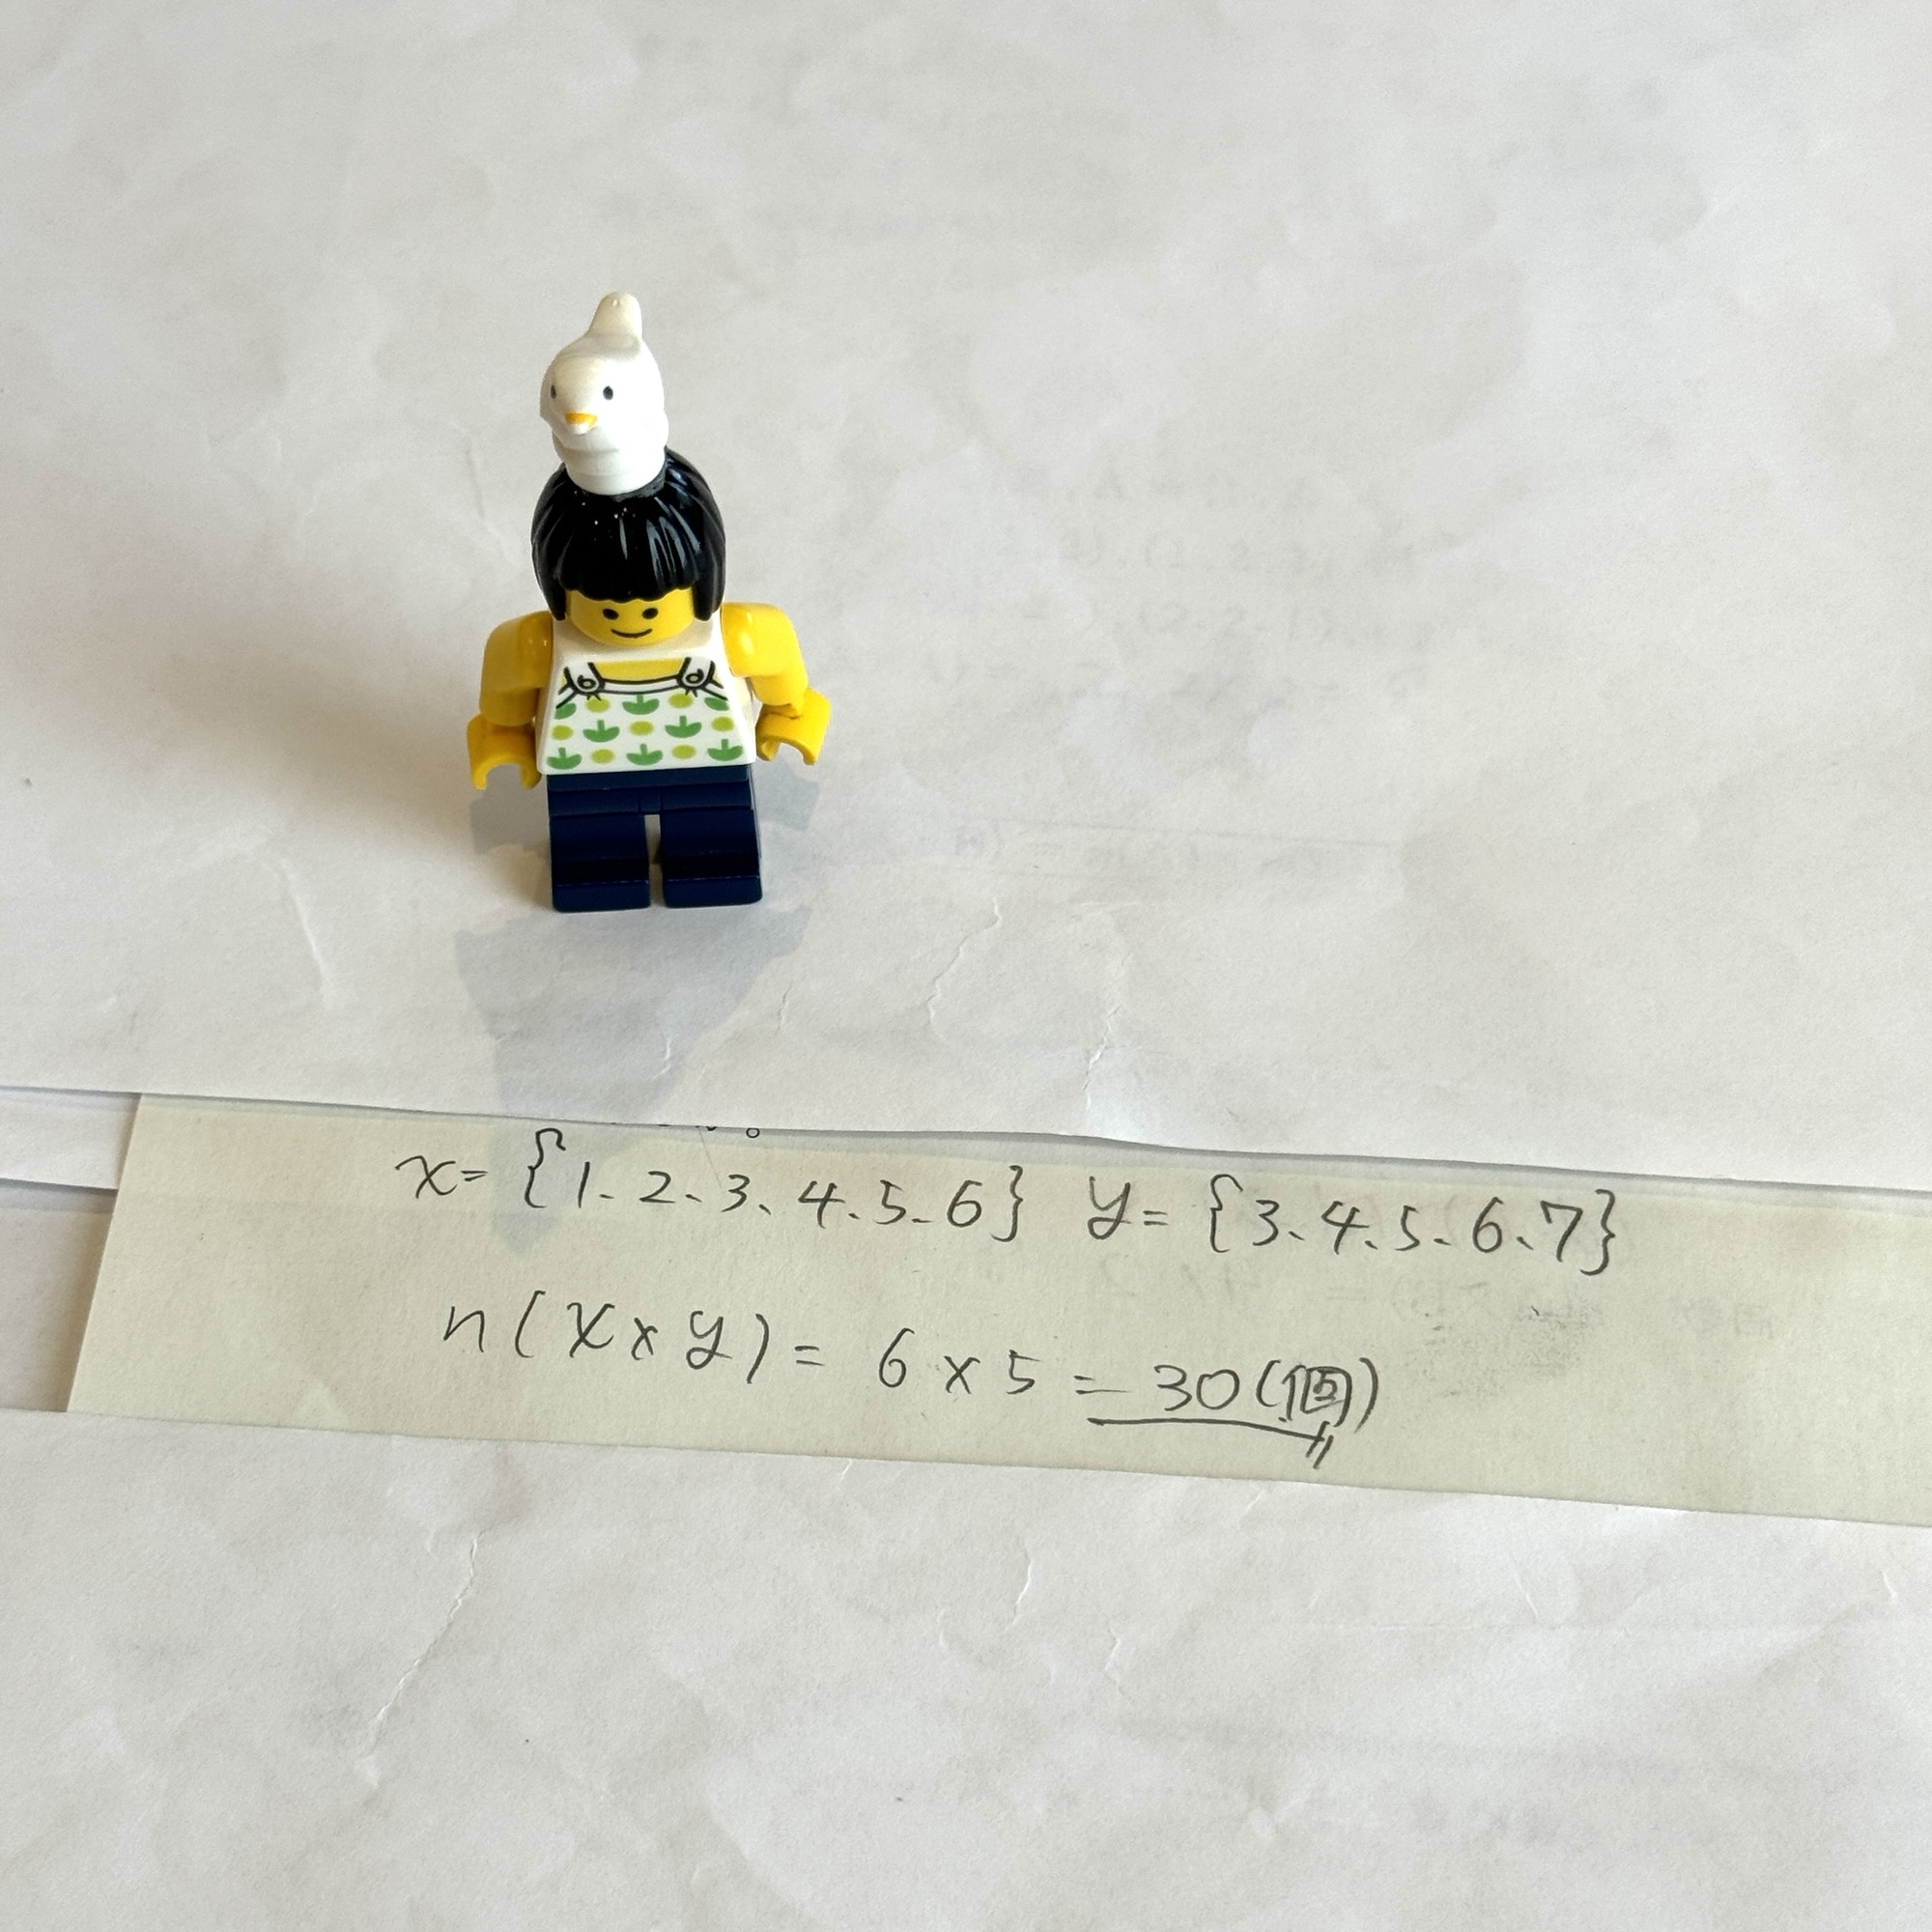 x= {1、2、3、4、5、6} y= {3、4、5、6、7}
n(x×y)= 6×5=30(個)